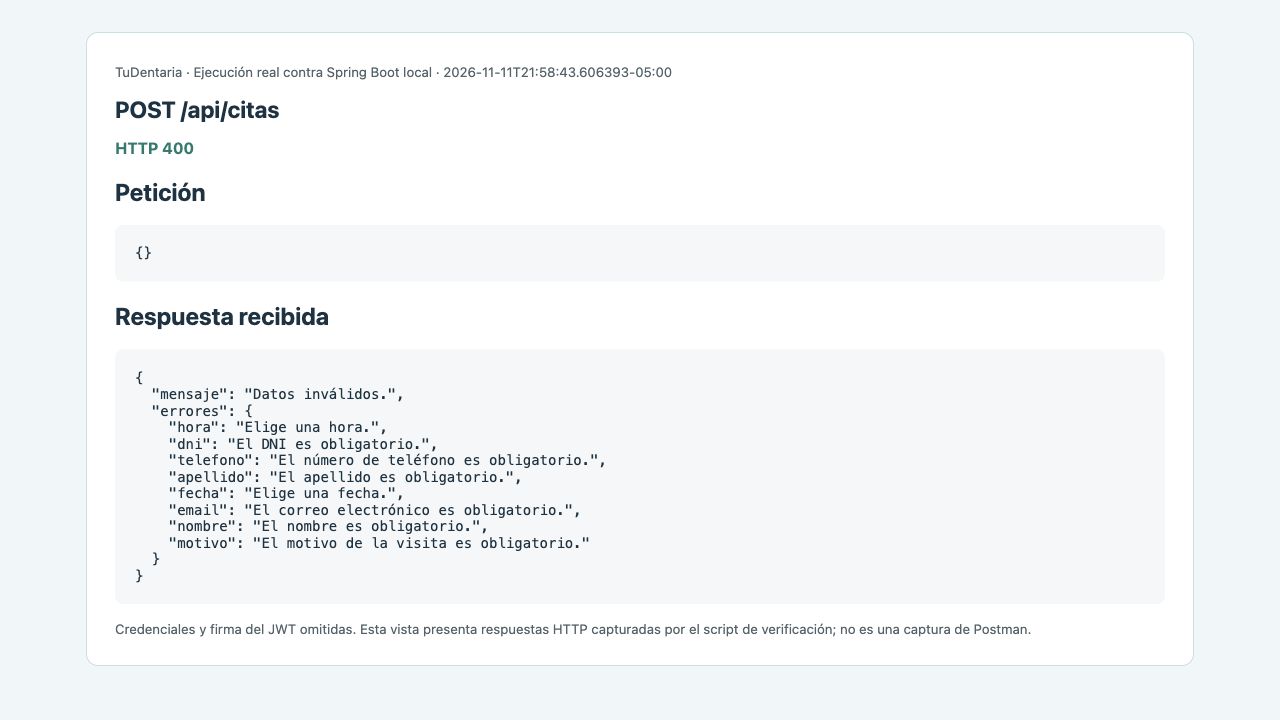 TuDentaria · Ejecución real contra Spring Boot local · 2026-11-11T21:58:43.606393-05:00
POST /api/citas
HTTP 400
Petición
{}
Respuesta recibida
{
  "mensaje": "Datos inválidos.",
  "errores": {
    "hora": "Elige una hora.",
    "dni": "El DNI es obligatorio.",
    "telefono": "El número de teléfono es obligatorio.",
    "apellido": "El apellido es obligatorio.",
    "fecha": "Elige una fecha.",
    "email": "El correo electrónico es obligatorio.",
    "nombre": "El nombre es obligatorio.",
    "motivo": "El motivo de la visita es obligatorio."
  }
}
Credenciales y firma del JWT omitidas. Esta vista presenta respuestas HTTP capturadas por el script de verificación; no es una captura de Postman.